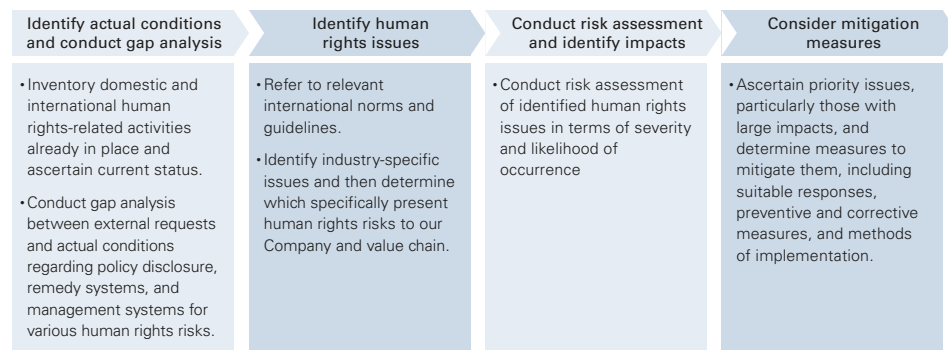 Identify actual conditions
and conduct gap analysis
• Inventory domestic and
international human
rights-related activities
already in place and
ascertain current status.
• Conduct gap analysis
between external requests
and actual conditions
regarding policy disclosure,
remedy systems, and
management systems for
various human rights risks.
Identify human
rights issues
• Refer to relevant
international norms and
guidelines.
• Identify industry-specific
issues and then determine
which specifically present
human rights risks to our
Company and value chain.
Conduct risk assessment
and identify impacts
• Conduct risk assessment
of identified human rights
issues in terms of severity
and likelihood of
occurrence
Consider mitigation
measures
• Ascertain priority issues,
particularly those with
large impacts, and
determine measures to
mitigate them, including
suitable responses,
preventive and corrective
measures, and methods
of implementation.